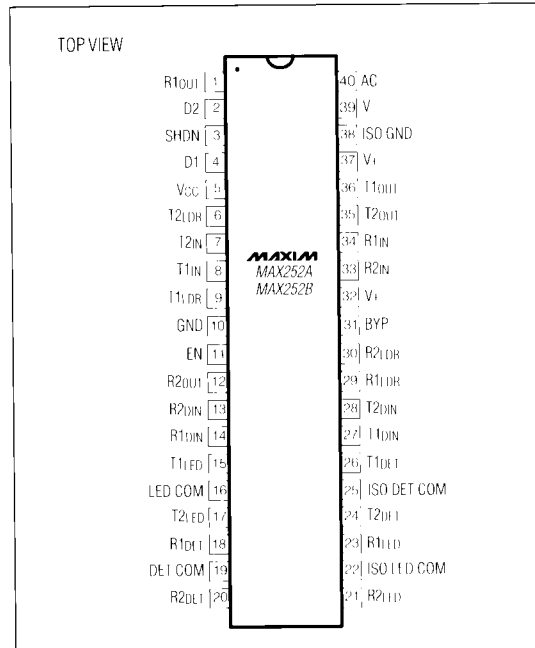 TOP VIEW
R1OUT 1
D2 2
SHDN 3
D1 4
VCC 5
T2LDR 6
T2IN 7
T1IN 8
T1LDR 9
GND 10
EN 11
R2OUT 12
R2DIN 13
R1DIN 14
T1LED 15
LED COM 16
T2LED 17
R1DET 18
DET COM 19
R2DET 20
MAXIM
MAX252A
MAX252B
40 AC
39 V
38 ISO GND
37 V+
36 T1OUT
35 T2OUT
34 R1IN
33 R2IN
32 V+
31 BYP
30 R2LDR
29 R1LDR
28 T2DIN
27 T1DIN
26 T1DET
25 ISO DET COM
24 T2DET
23 R1LED
22 ISO LED COM
21 R2LED